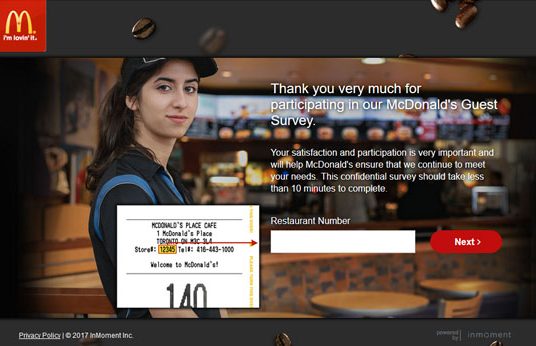 i'm lovin' it.
Thank you very much for
participating in our McDonald's Guest
Survey.
Your satisfaction and participation is very important and
will help McDonald's ensure that we continue to meet
your needs. This confidential survey should take less
than 10 minutes to complete.
Restaurant Number
Next >
McDONALD'S PLACE CAFE
1 McDonald's Place
TORONTO ON M3C 3L4
Store#: 12345 Tel#: 416-443-1000
Welcome to McDonald's!
140
Privacy Policy | © 2017 InMoment Inc.
powered
by
inmoment